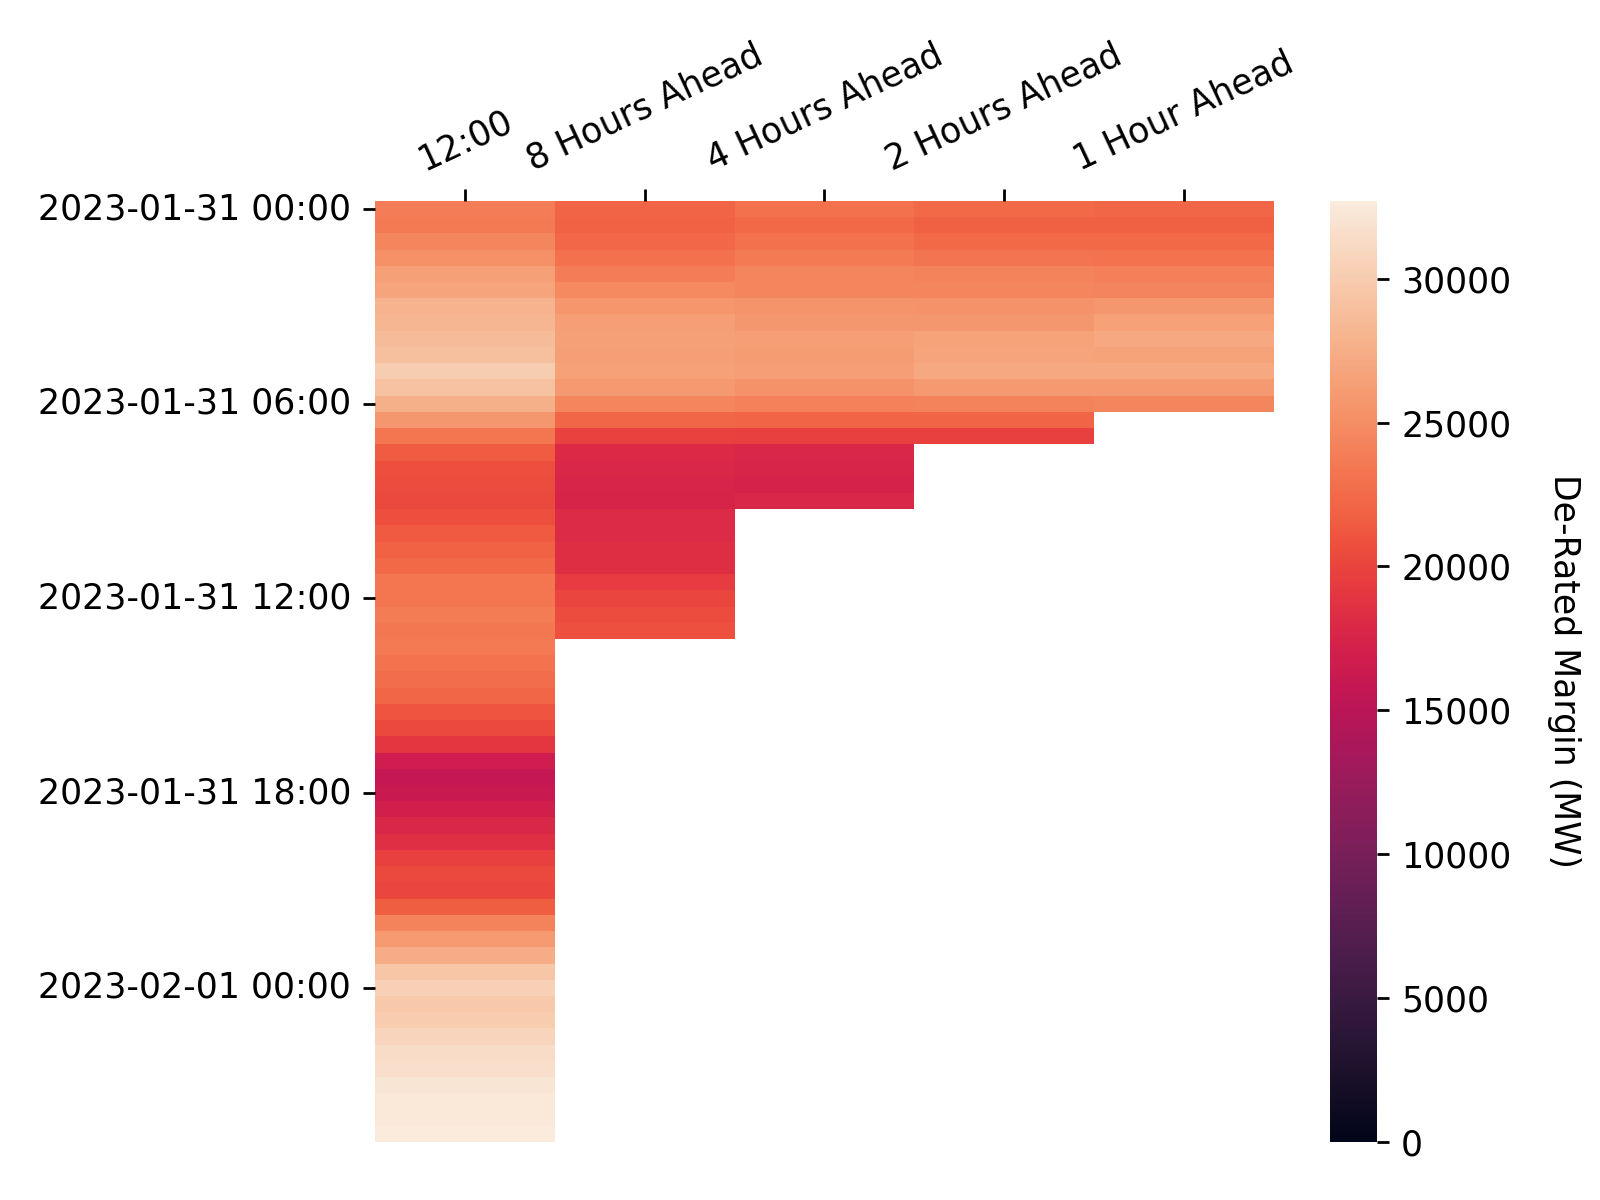 12:00
8 Hours Ahead
4 Hours Ahead
2 Hours Ahead
1 Hour Ahead
2023-01-31 00:00
2023-01-31 06:00
2023-01-31 12:00
2023-01-31 18:00
2023-02-01 00:00
30000
25000
20000
15000
10000
5000
0
De-Rated Margin (MW)